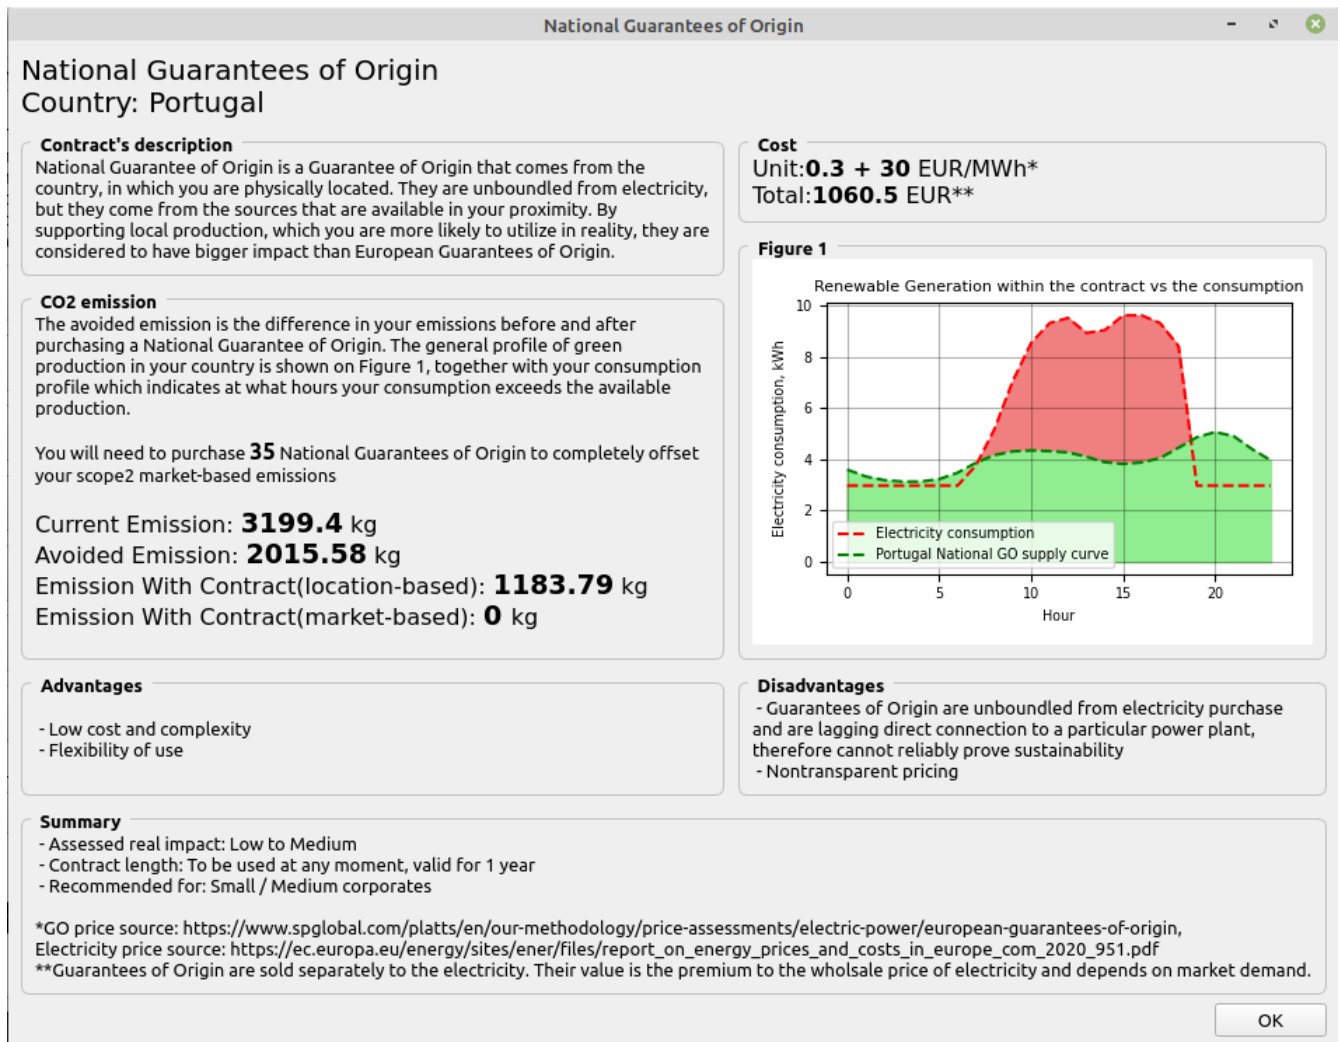 National Guarantees of Origin
National Guarantees of Origin
Country: Portugal
Contract's description
National Guarantee of Origin is a Guarantee of Origin that comes from the
country, in which you are physically located. They are unboundled from electricity,
but they come from the sources that are available in your proximity. By
supporting local production, which you are more likely to utilize in reality, they are
considered to have bigger impact than European Guarantees of Origin.
Cost
Unit:0.3 + 30 EUR/MWh*
Total:1060.5 EUR**
CO2 emission
The avoided emission is the difference in your emissions before and after
purchasing a National Guarantee of Origin. The general profile of green
production in your country is shown on Figure 1, together with your consumption
profile which indicates at what hours your consumption exceeds the available
production.
You will need to purchase 35 National Guarantees of Origin to completely offset
your scope2 market-based emissions
Current Emission: 3199.4 kg
Avoided Emission: 2015.58 kg
Emission With Contract(location-based): 1183.79 kg
Emission With Contract(market-based): 0 kg
Figure 1
Renewable Generation within the contract vs the consumption
Electricity consumption, kWh
10
8
6
4
2
0
Electricity consumption
Portugal National GO supply curve
0 5 10 15 20
Hour
Advantages
- Low cost and complexity
- Flexibility of use
Disadvantages
- Guarantees of Origin are unboundled from electricity purchase
and are lagging direct connection to a particular power plant,
therefore cannot reliably prove sustainability
- Nontransparent pricing
Summary
- Assessed real impact: Low to Medium
- Contract length: To be used at any moment, valid for 1 year
- Recommended for: Small / Medium corporates
*GO price source: https://www.spglobal.com/platts/en/our-methodology/price-assessments/electric-power/european-guarantees-of-origin,
Electricity price source: https://ec.europa.eu/energy/sites/ener/files/report_on_energy_prices_and_costs_in_europe_com_2020_951.pdf
**Guarantees of Origin are sold separately to the electricity. Their value is the premium to the wholsale price of electricity and depends on market demand.
OK